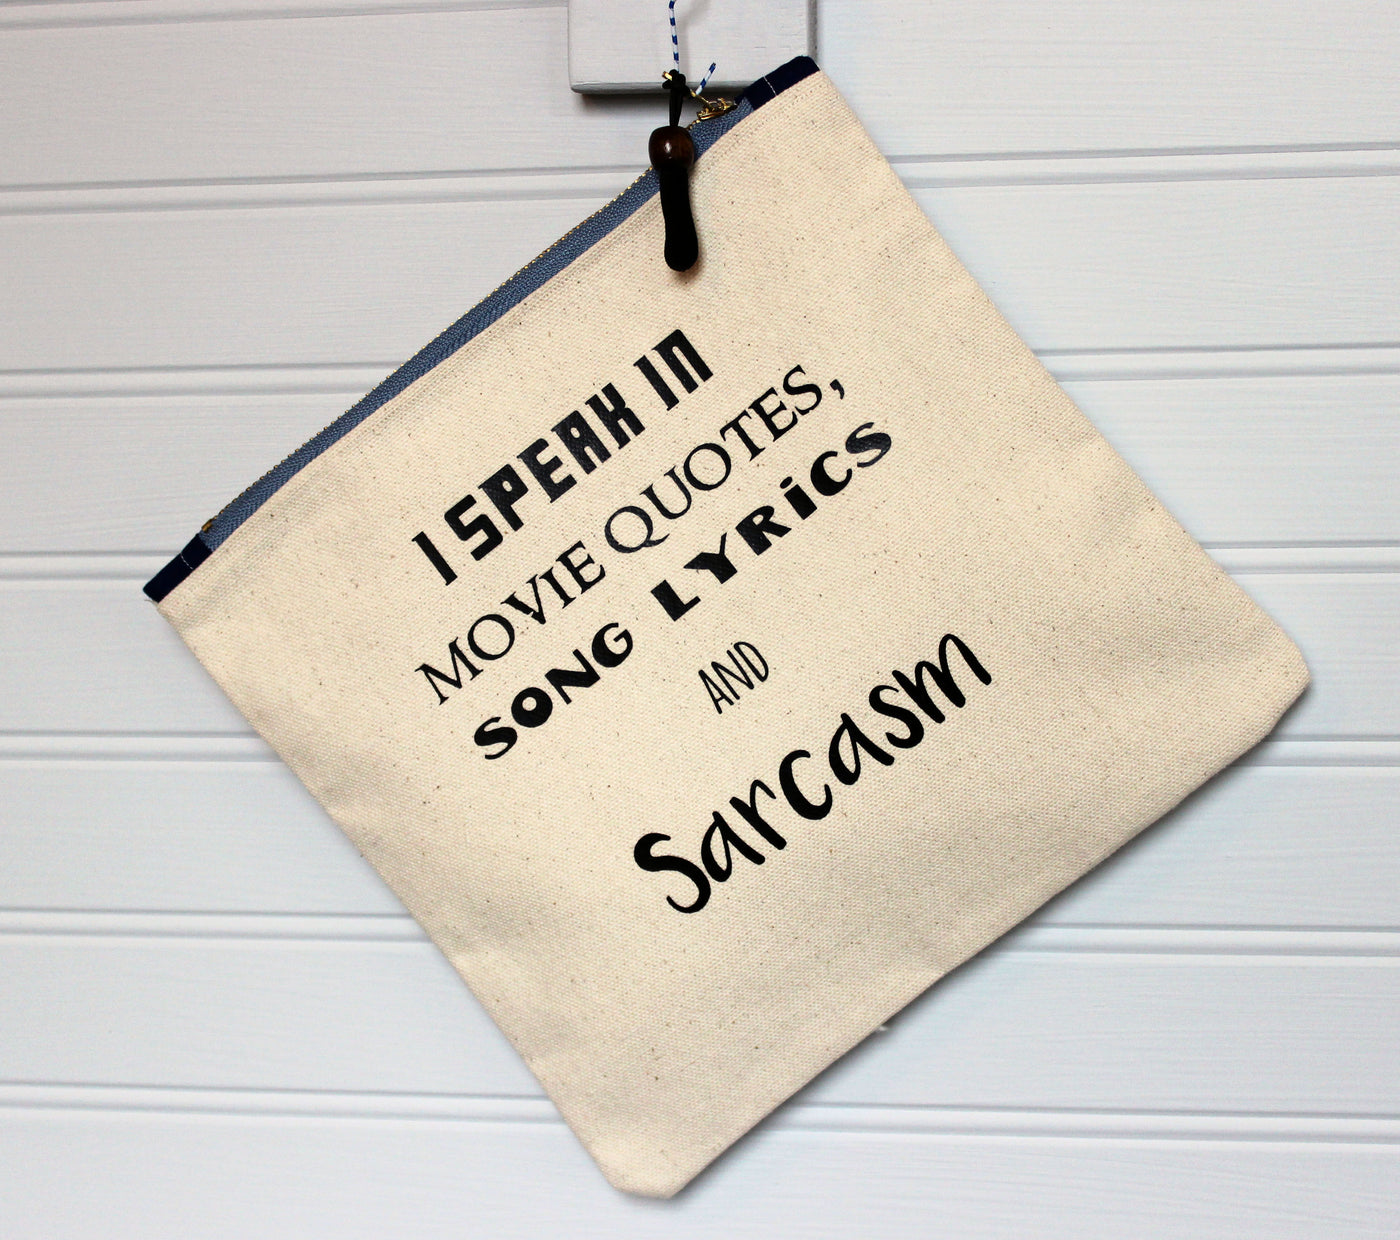 I SPEAK IN
MOVIE QUOTES,
SONG LYRiCS
AND
Sarcasm